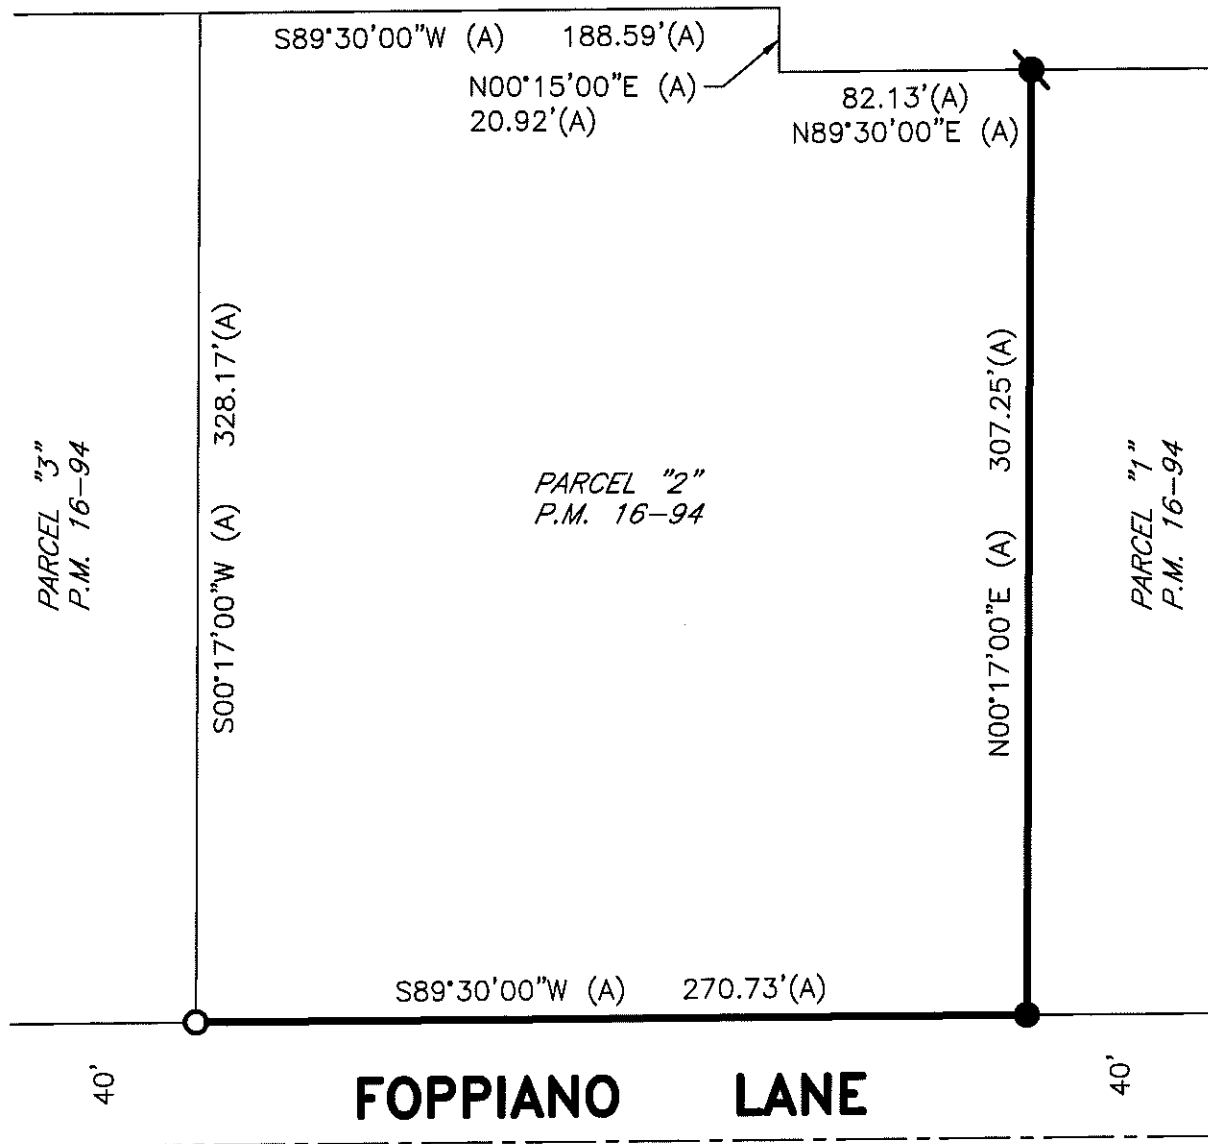 S89°30'00"W (A) 188.59'(A)
N00°15'00"E (A)
20.92'(A)
82.13'(A)
N89°30'00"E (A)
PARCEL "3"
P.M. 16-94
S00°17'00"W (A) 328.17'(A)
PARCEL "2"
P.M. 16-94
N00°17'00"E (A) 307.25'(A)
PARCEL "1"
P.M. 16-94
S89°30'00"W (A) 270.73'(A)
40'
FOPPIANO LANE
40'